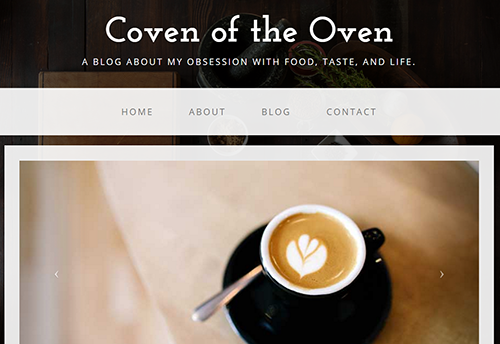 Coven of the Oven
A BLOG ABOUT MY OBSESSION WITH FOOD, TASTE, AND LIFE.
HOME ABOUT BLOG CONTACT